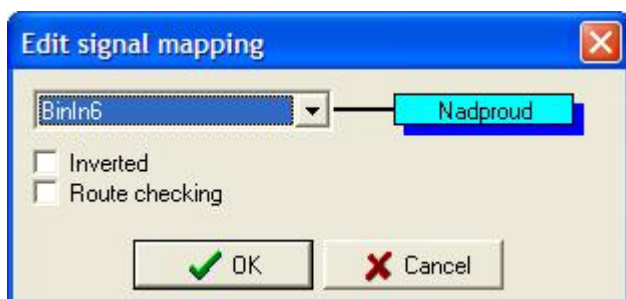 Edit signal mapping
BinIn6 Nadproud
Inverted
Route checking
OK Cancel